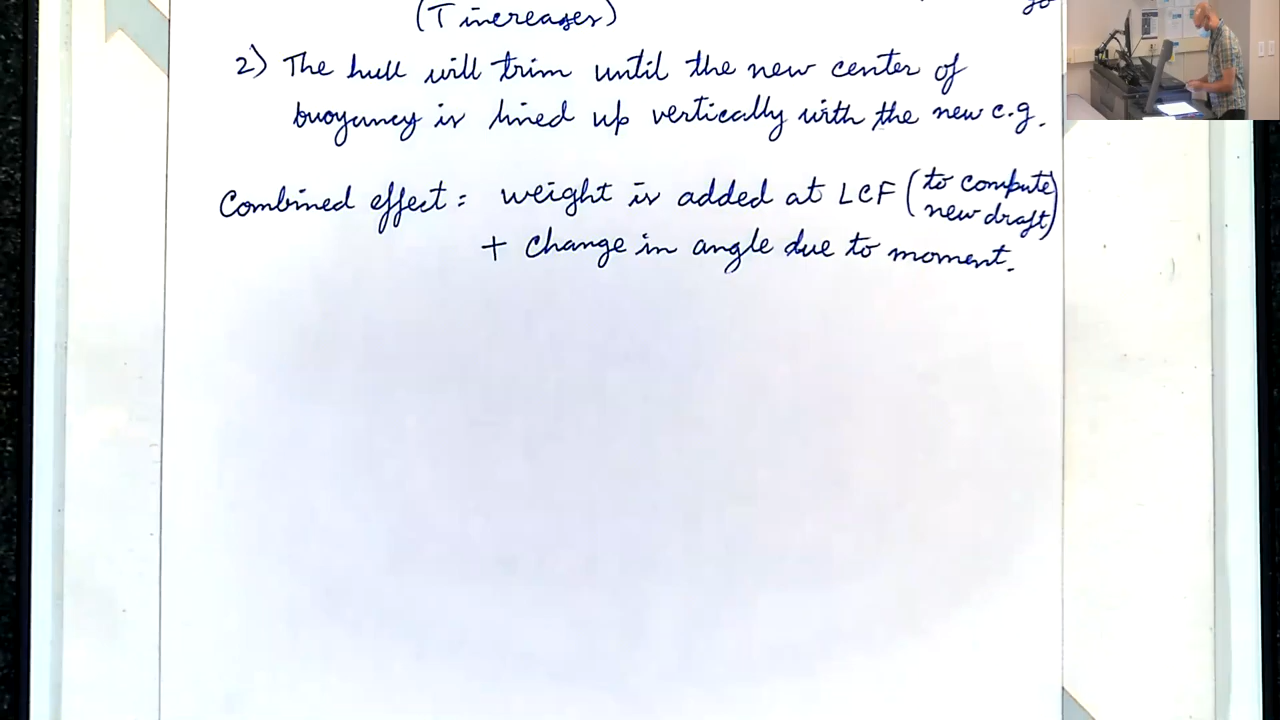 (T increases)
2) The hull will trim until the new center of
buoyancy is lined up vertically with the new c.g.
Combined effect = weight is added at LCF (to compute
new draft)
+ change in angle due to moment.